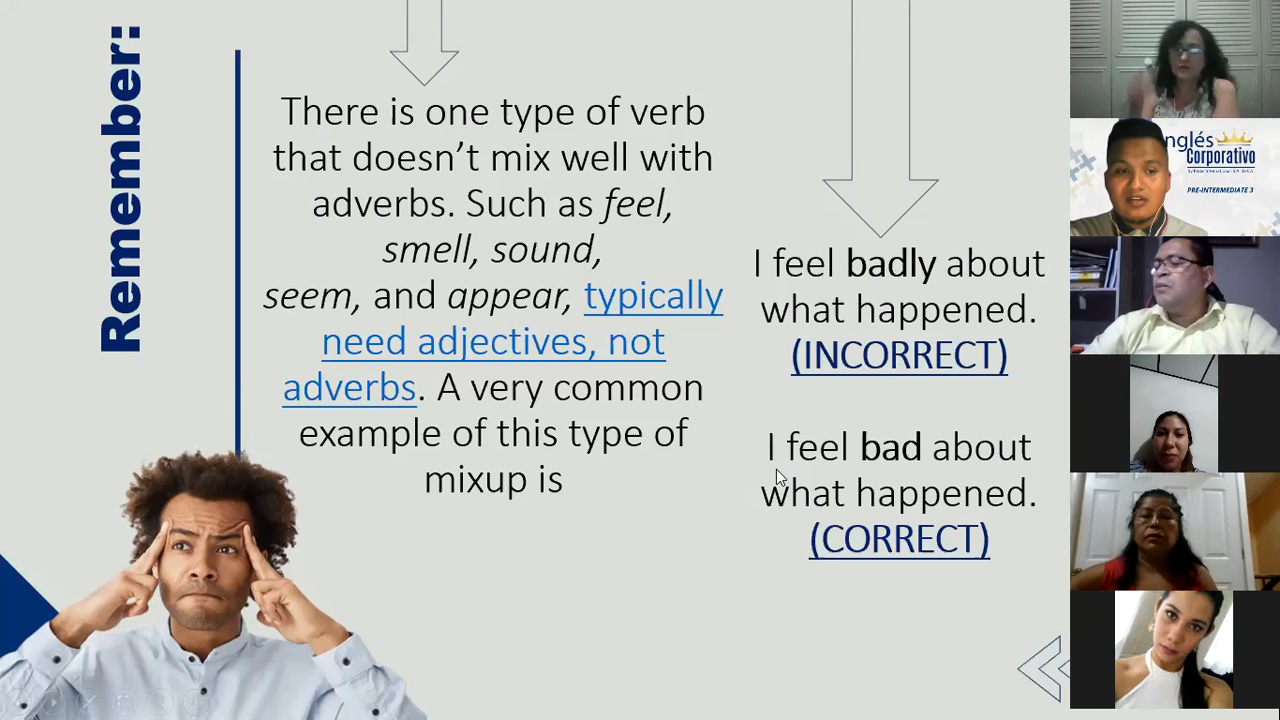 Remember:
There is one type of verb
that doesn’t mix well with
adverbs. Such as feel,
smell, sound,
seem, and appear, typically
need adjectives, not
adverbs. A very common
example of this type of
mixup is
I feel badly about
what happened.
(INCORRECT)
I feel bad about
what happened.
(CORRECT)
nglés
Corporativo
PRE-INTERMEDIATE 3